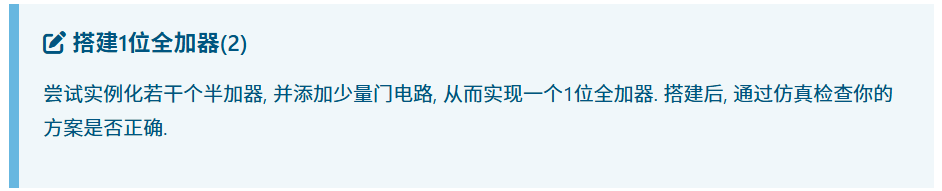 搭建1位全加器(2)
尝试实例化若干个半加器, 并添加少量门电路, 从而实现一个1位全加器. 搭建后, 通过仿真检查你的
方案是否正确.